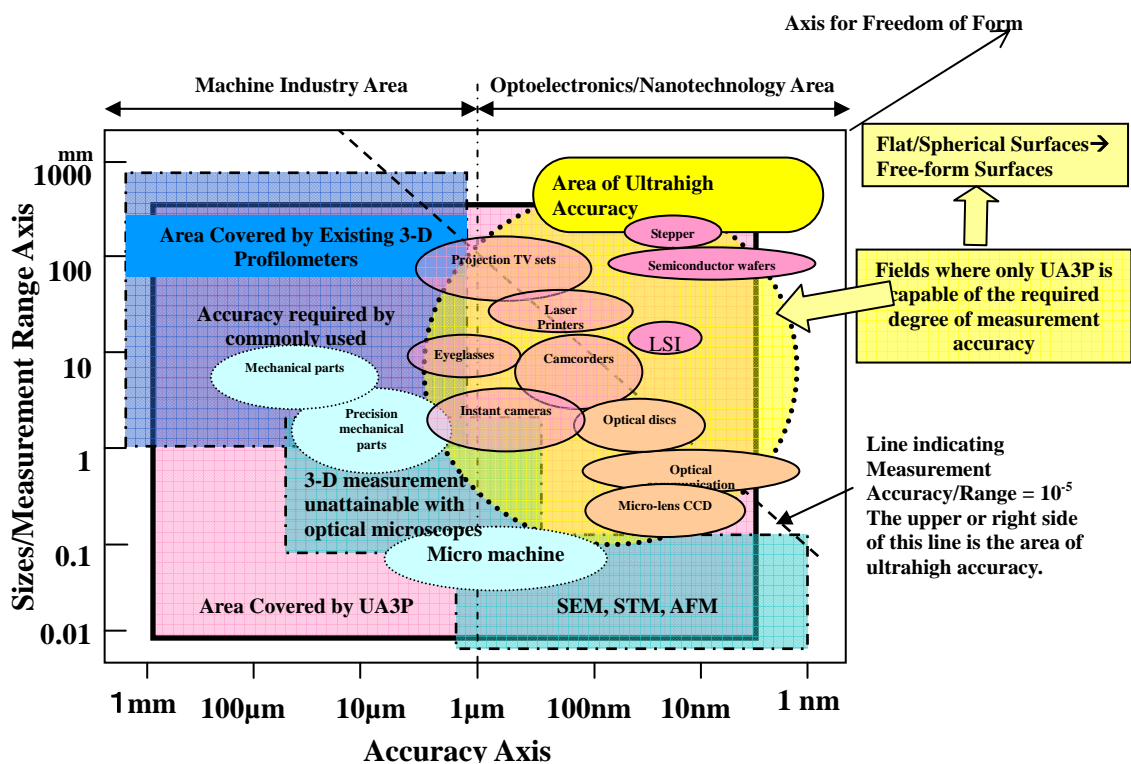 Axis for Freedom of Form
Machine Industry Area
Optoelectronics/Nanotechnology Area
mm
1000
100
10
1
0.1
0.01
Sizes/Measurement Range Axis
Flat/Spherical Surfaces→
Free-form Surfaces
Area of Ultrahigh
Accuracy
Stepper
Area Covered by Existing 3-D
Profilometers
Projection TV sets
Semiconductor wafers
Fields where only UA3P is
capable of the required
degree of measurement
accuracy
Accuracy required by
commonly used
Laser
Printers
LSI
Mechanical parts
Eyeglasses
Camcorders
Precision
mechanical
parts
Instant cameras
Optical discs
Line indicating
Measurement
Accuracy/Range = 10-5
The upper or right side
of this line is the area of
ultrahigh accuracy.
3-D measurement
unattainable with
optical microscopes
Optical
Micro-lens CCD
Micro machine
Area Covered by UA3P
SEM, STM, AFM
1mm
100μm
10μm
1μm
100nm
10nm
1 nm
Accuracy Axis